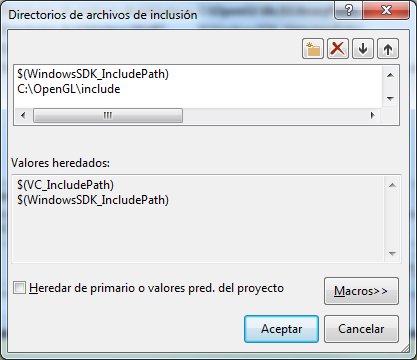 Directorios de archivos de inclusión
$(WindowsSDK_IncludePath)
C:\OpenGL\include
Valores heredados:
$(VC_IncludePath)
$(WindowsSDK_IncludePath)
Heredar de primario o valores pred. del proyecto
Macros>>
Aceptar
Cancelar